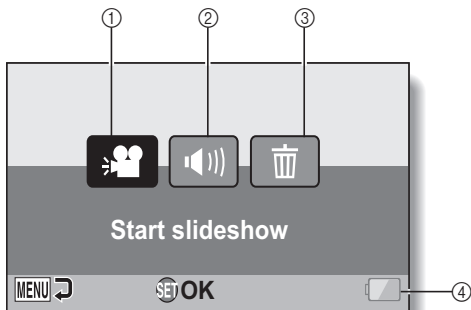 ① ② ③
Start slideshow
MENU SET OK
④